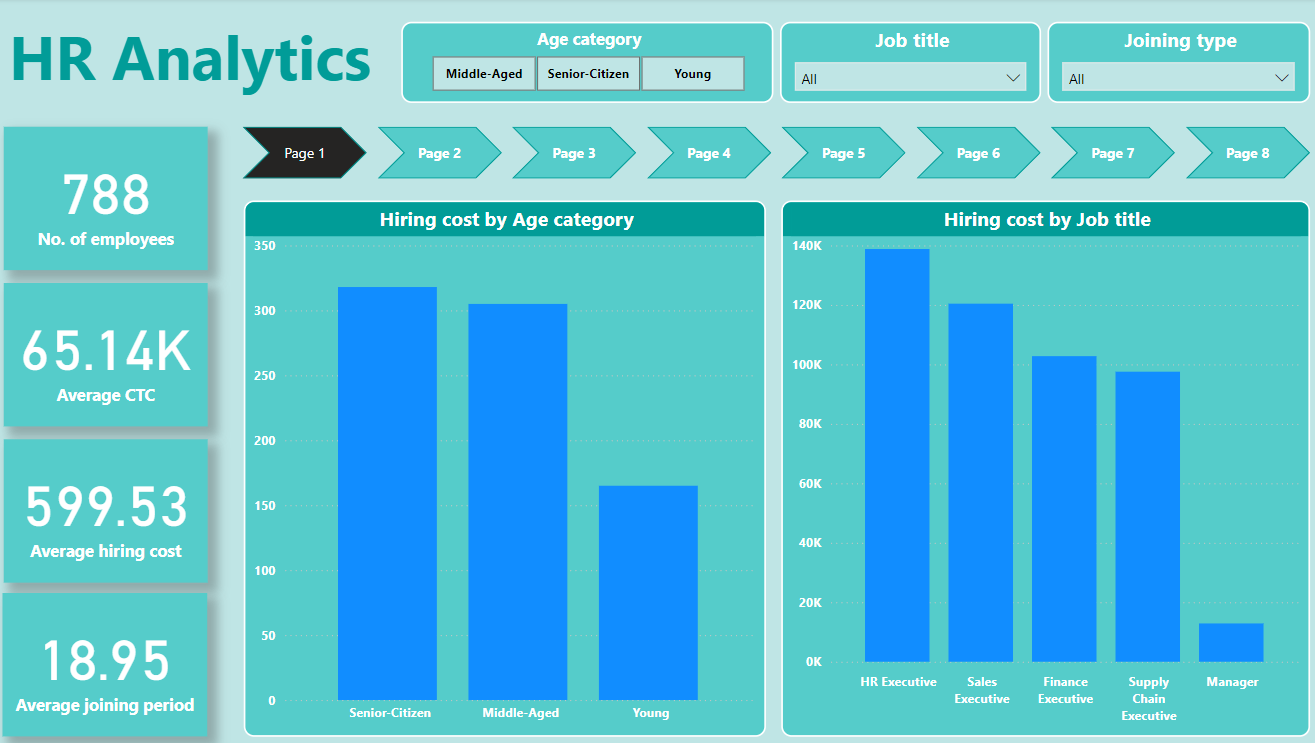 HR Analytics
Age category
Middle-Aged Senior-Citizen Young
Job title
All
Joining type
All
Page 1 Page 2 Page 3 Page 4 Page 5 Page 6 Page 7 Page 8
788
No. of employees
65.14K
Average CTC
599.53
Average hiring cost
18.95
Average joining period
Hiring cost by Age category
350
300
250
200
150
100
50
0
Senior-Citizen Middle-Aged Young
Hiring cost by Job title
140K
120K
100K
80K
60K
40K
20K
0K
HR Executive
Sales
Executive
Finance
Executive
Supply
Chain
Executive
Manager